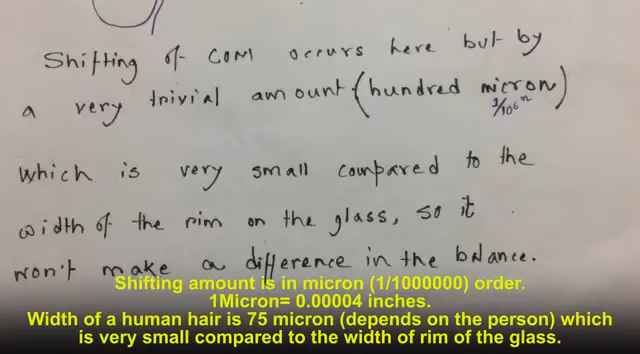 Shifting of COM occurs here but by
a very trivial amount (hundred micron)
1/10⁶ m
which is very small compared to the
width of the rim on the glass, so it
won't make a difference in the balance.
Shifting amount is in micron (1/1000000) order.
1Micron= 0.00004 inches.
Width of a human hair is 75 micron (depends on the person) which
is very small compared to the width of rim of the glass.